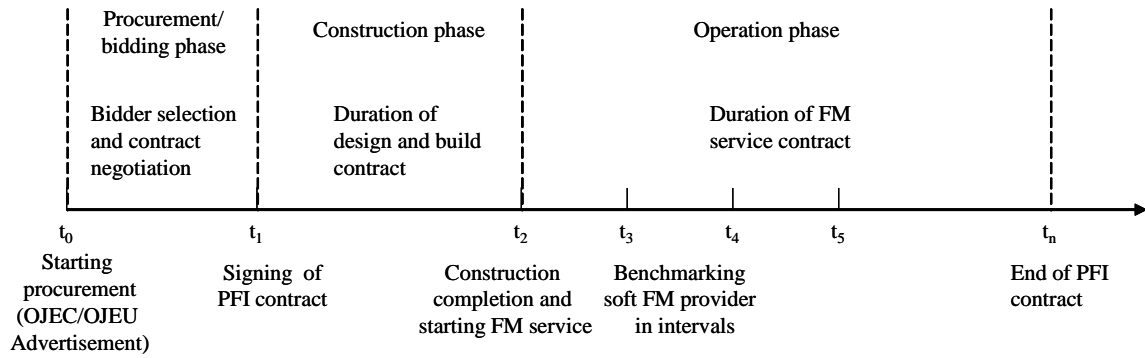 Procurement/
bidding phase
Construction phase
Operation phase
Bidder selection
and contract
negotiation
Duration of
design and build
contract
Duration of FM
service contract
t0
t1
t2
t3
t4
t5
tn
Starting
procurement
(OJEC/OJEU
Advertisement)
Signing of
PFI contract
Construction
completion and
starting FM service
Benchmarking
soft FM provider
in intervals
End of PFI
contract